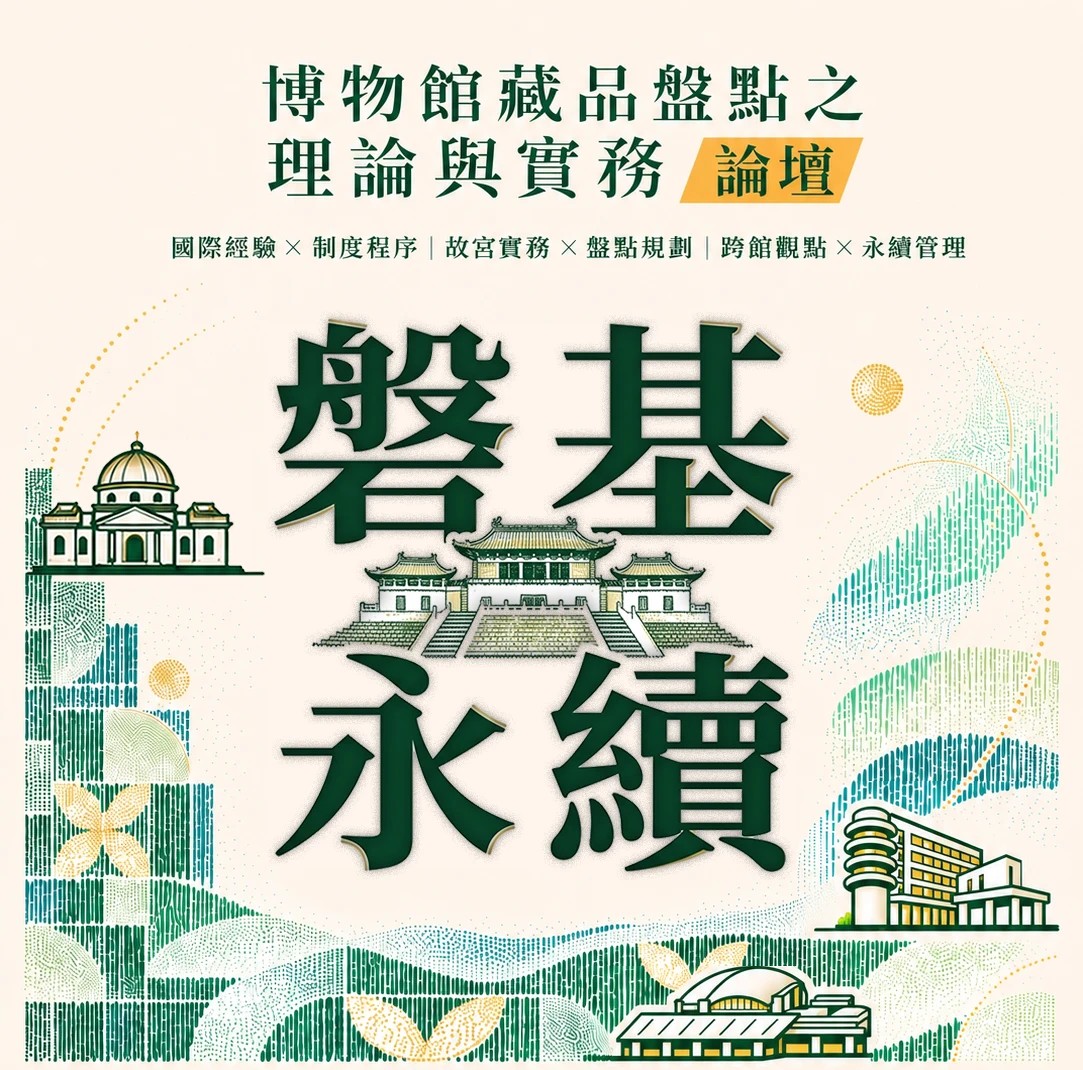 博物館藏品盤點之
理論與實務 論壇
國際經驗 × 制度程序｜故宮實務 × 盤點規劃｜跨館觀點 × 永續管理
磐基
永續